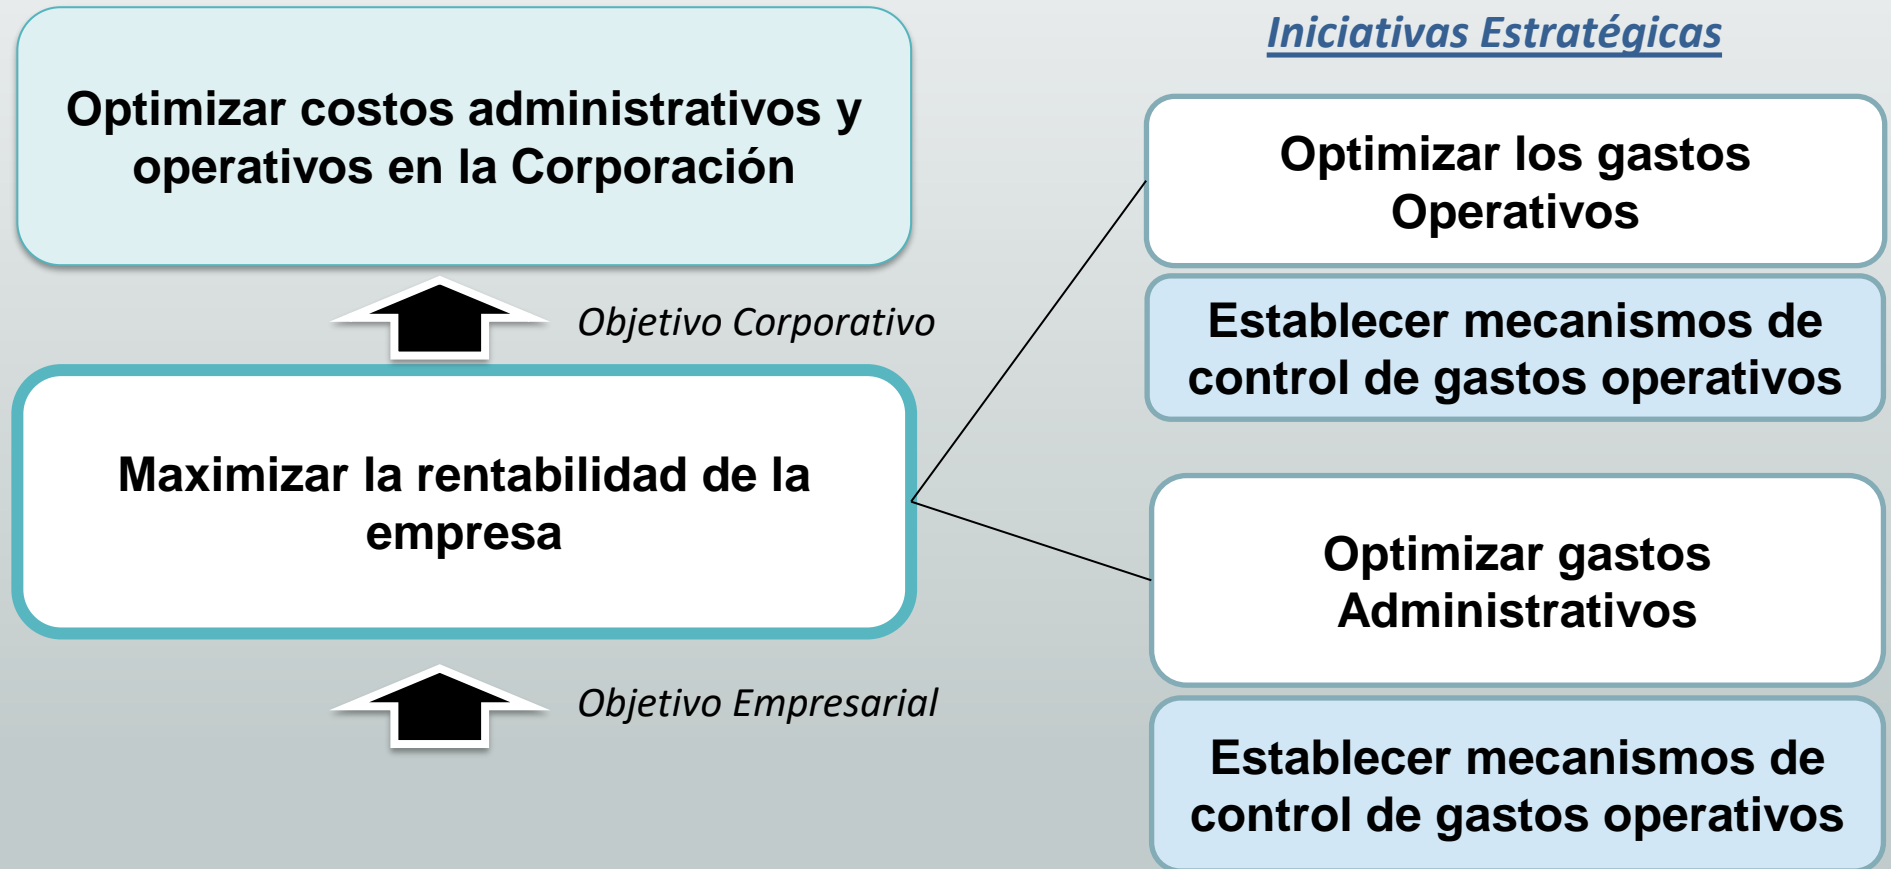 Optimizar costos administrativos y
operativos en la Corporación
Objetivo Corporativo
Maximizar la rentabilidad de la
empresa
Objetivo Empresarial
Iniciativas Estratégicas
Optimizar los gastos
Operativos
Establecer mecanismos de
control de gastos operativos
Optimizar gastos
Administrativos
Establecer mecanismos de
control de gastos operativos